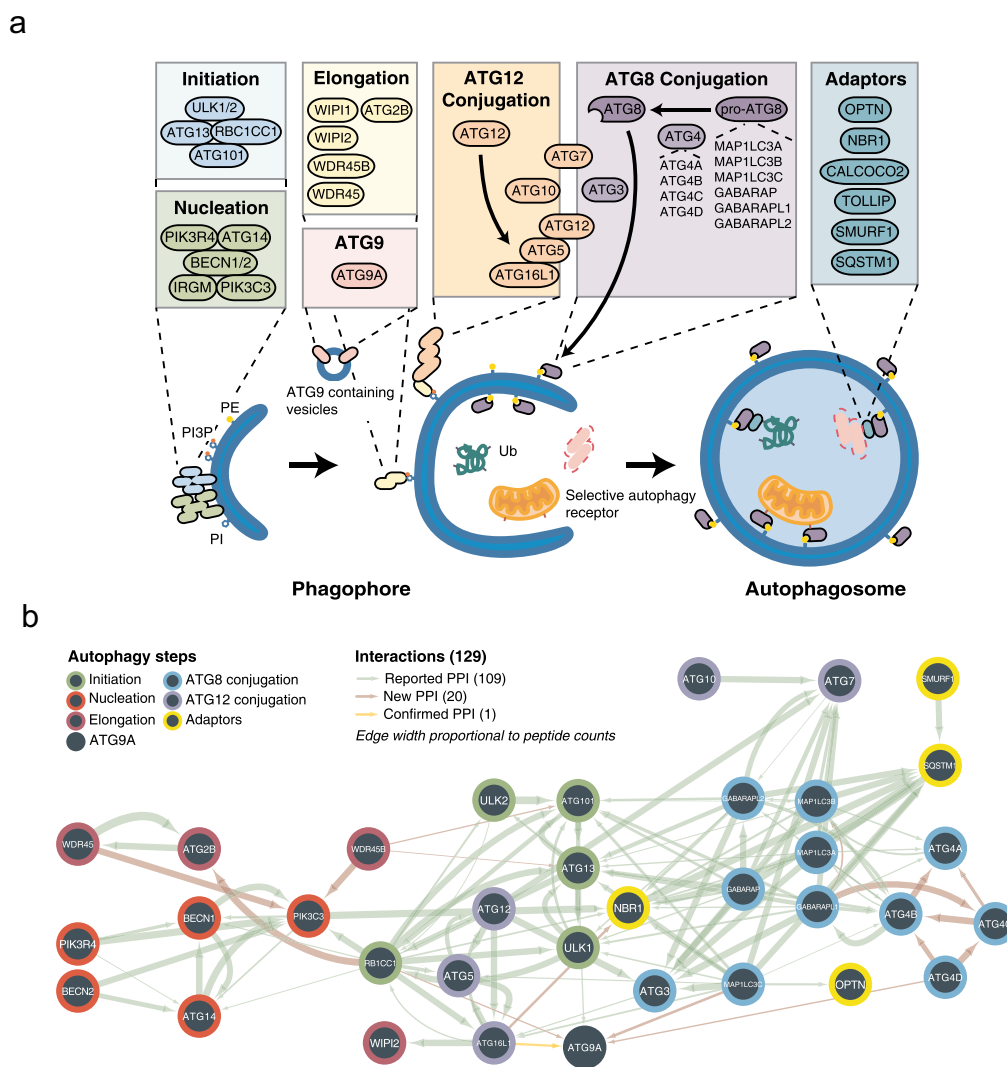 a
Initiation
ULK1/2
ATG13
RBC1CC1
ATG101
Nucleation
PIK3R4
ATG14
BECN1/2
IRGM
PIK3C3
Elongation
WIPI1
ATG2B
WIPI2
WDR45B
WDR45
ATG9
ATG9A
ATG12
Conjugation
ATG12
ATG7
ATG10
ATG12
ATG5
ATG16L1
ATG8 Conjugation
ATG8
pro-ATG8
ATG4
ATG4A
ATG4B
ATG4C
ATG4D
MAP1LC3A
MAP1LC3B
MAP1LC3C
GABARAP
GABARAPL1
GABARAPL2
ATG3
Adaptors
OPTN
NBR1
CALCOCO2
TOLLIP
SMURF1
SQSTM1
PE
PI3P
PI
ATG9 containing
vesicles
Ub
Selective autophagy
receptor
Phagophore
Autophagosome
b
Autophagy steps
Initiation
Nucleation
Elongation
ATG9A
ATG8 conjugation
ATG12 conjugation
Adaptors
Interactions (129)
Reported PPI (109)
New PPI (20)
Confirmed PPI (1)
Edge width proportional to peptide counts
ATG10
ATG7
SMURF1
SQSTM1
ULK2
ATG101
GABARAPL2
MAP1LC3B
WDR45
ATG2B
WDR45B
ATG13
MAP1LC3A
ATG4A
GABARAP
BECN1
PIK3C3
ATG12
NBR1
GABARAPL1
ATG4B
ATG4C
PIK3R4
ULK1
RB1CC1
ATG5
ATG3
MAP1LC3C
OPTN
ATG4D
BECN2
ATG14
WIPI2
ATG16L1
ATG9A